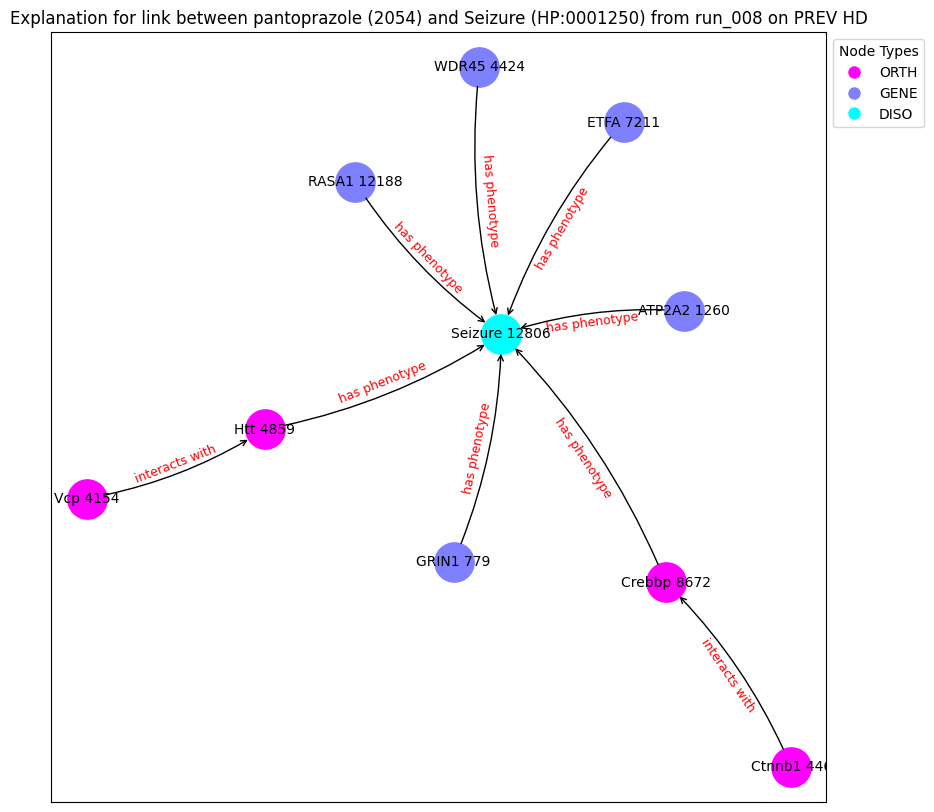 Explanation for link between pantoprazole (2054) and Seizure (HP:0001250) from run_008 on PREV HD
Node Types
ORTH
GENE
DISO
WDR45 4424
ETFA 7211
RASA1 12188
has phenotype
has phenotype
has phenotype
ATP2A2 1260
has phenotype
Seizure 12806
has phenotype
Htt 4859
has phenotype
has phenotype
interacts with
Vcp 4154
GRIN1 779
Crebbp 8672
interacts with
Ctnnb1